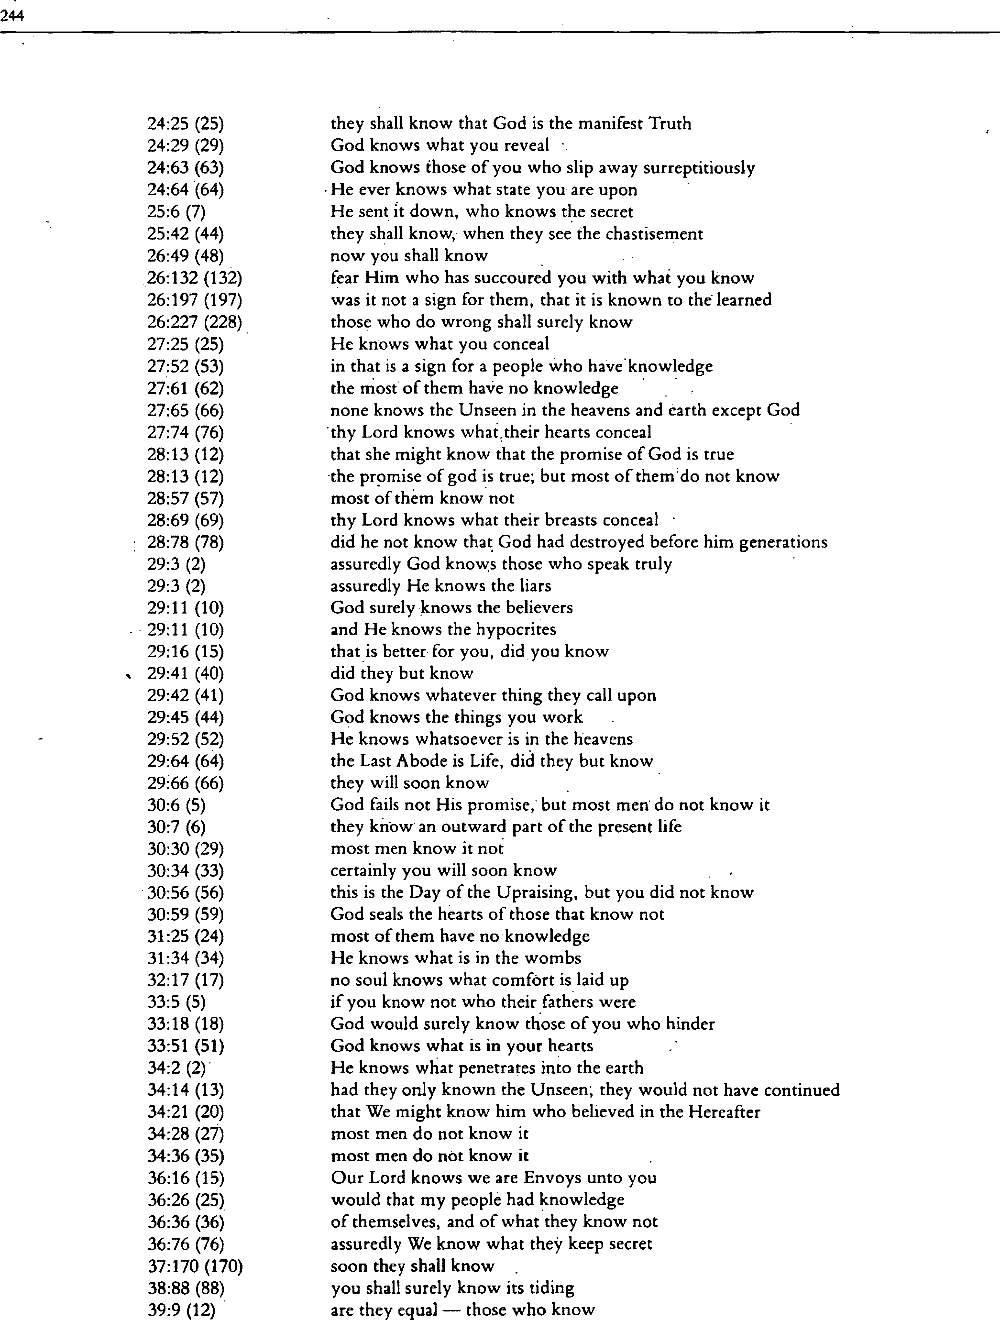 244
24:25 (25) they shall know that God is the manifest Truth
24:29 (29) God knows what you reveal
24:63 (63) God knows those of you who slip away surreptitiously
24:64 (64) He ever knows what state you are upon
25:6 (7) He sent it down, who knows the secret
25:42 (44) they shall know, when they see the chastisement
26:49 (48) now you shall know
26:132 (132) fear Him who has succoured you with what you know
26:197 (197) was it not a sign for them, that it is known to the learned
26:227 (228) those who do wrong shall surely know
27:25 (25) He knows what you conceal
27:52 (53) in that is a sign for a people who have knowledge
27:61 (62) the most of them have no knowledge
27:65 (66) none knows the Unseen in the heavens and earth except God
27:74 (76) thy Lord knows what their hearts conceal
28:13 (12) that she might know that the promise of God is true
28:13 (12) the promise of god is true; but most of them do not know
28:57 (57) most of them know not
28:69 (69) thy Lord knows what their breasts conceal
28:78 (78) did he not know that God had destroyed before him generations
29:3 (2) assuredly God knows those who speak truly
29:3 (2) assuredly He knows the liars
29:11 (10) God surely knows the believers
29:11 (10) and He knows the hypocrites
29:16 (15) that is better for you, did you know
29:41 (40) did they but know
29:42 (41) God knows whatever thing they call upon
29:45 (44) God knows the things you work
29:52 (52) He knows whatsoever is in the heavens
29:64 (64) the Last Abode is Life, did they but know
29:66 (66) they will soon know
30:6 (5) God fails not His promise, but most men do not know it
30:7 (6) they know an outward part of the present life
30:30 (29) most men know it not
30:34 (33) certainly you will soon know
30:56 (56) this is the Day of the Upraising, but you did not know
30:59 (59) God seals the hearts of those that know not
31:25 (24) most of them have no knowledge
31:34 (34) He knows what is in the wombs
32:17 (17) no soul knows what comfort is laid up
33:5 (5) if you know not who their fathers were
33:18 (18) God would surely know those of you who hinder
33:51 (51) God knows what is in your hearts
34:2 (2) He knows what penetrates into the earth
34:14 (13) had they only known the Unseen, they would not have continued
34:21 (20) that We might know him who believed in the Hereafter
34:28 (27) most men do not know it
34:36 (35) most men do not know it
36:16 (15) Our Lord knows we are Envoys unto you
36:26 (25) would that my people had knowledge
36:36 (36) of themselves, and of what they know not
36:76 (76) assuredly We know what they keep secret
37:170 (170) soon they shall know
38:88 (88) you shall surely know its tiding
39:9 (12) are they equal — those who know